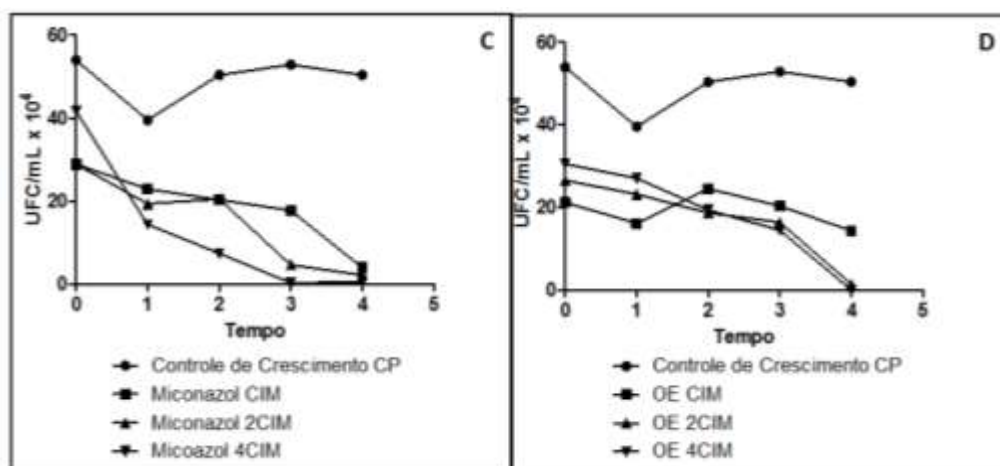 C
60
40
20
0
UFC/mL x 10⁴
0 1 2 3 4 5
Tempo
Controle de Crescimento CP
Miconazol CIM
Miconazol 2CIM
Micoazol 4CIM
D
60
40
20
0
UFC/mL x 10⁴
0 1 2 3 4 5
Tempo
Controle de Crescimento CP
OE CIM
OE 2CIM
OE 4CIM